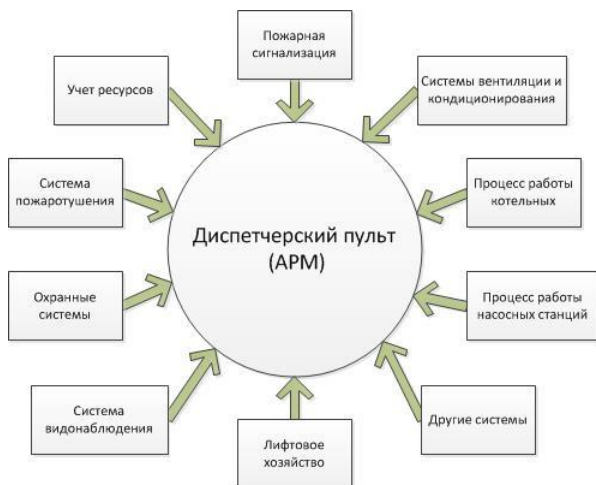 Пожарная
сигнализация
Учет ресурсов
Системы вентиляции и
кондиционирования
Система
пожаротушения
Процесс работы
котельных
Диспетчерский пульт
(АРМ)
Охранные
системы
Процесс работы
насосных станций
Система
видонаблюдения
Другие системы
Лифтовое
хозяйство